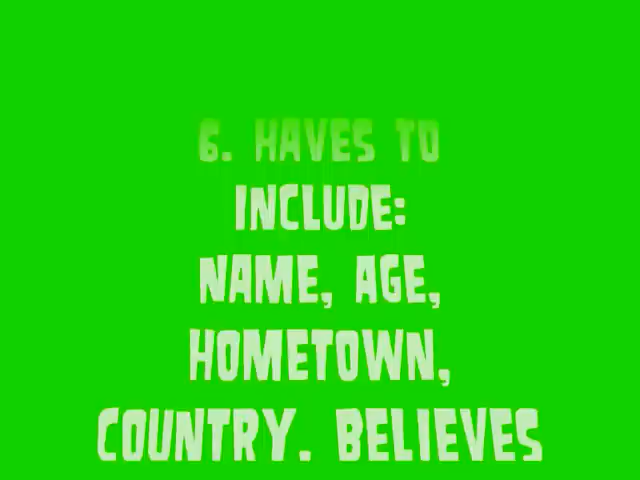 6. HAVES TO
INCLUDE:
NAME, AGE,
HOMETOWN,
COUNTRY. BELIEVES